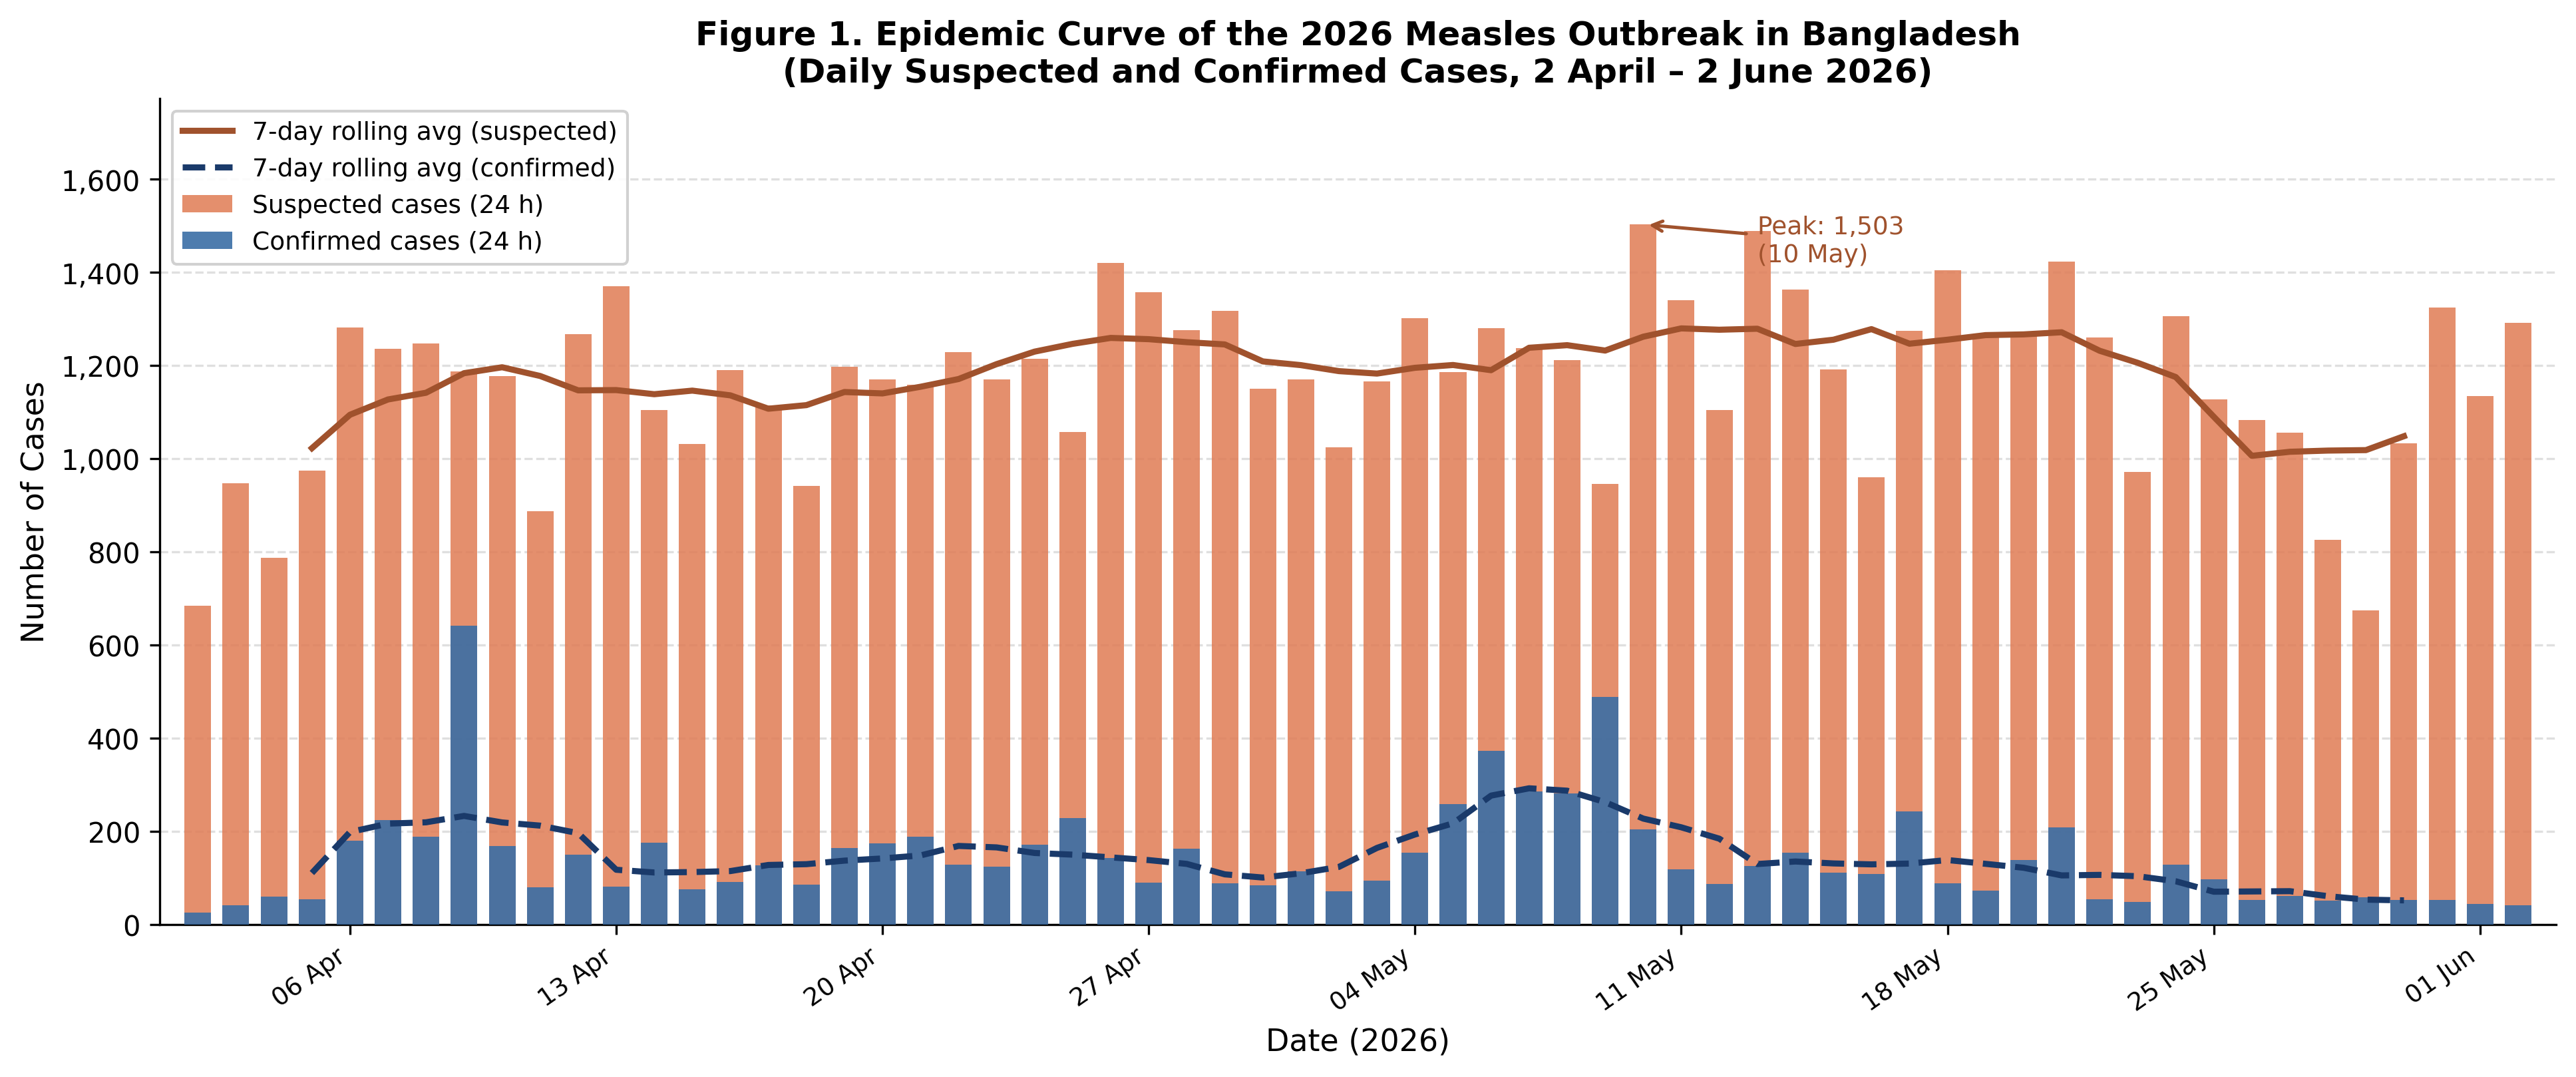 Figure 1. Epidemic Curve of the 2026 Measles Outbreak in Bangladesh
(Daily Suspected and Confirmed Cases, 2 April – 2 June 2026)
7-day rolling avg (suspected)
7-day rolling avg (confirmed)
Suspected cases (24 h)
Confirmed cases (24 h)
Peak: 1,503
(10 May)
Number of Cases
1,600
1,400
1,200
1,000
800
600
400
200
0
06 Apr
13 Apr
20 Apr
27 Apr
04 May
11 May
18 May
25 May
01 Jun
Date (2026)